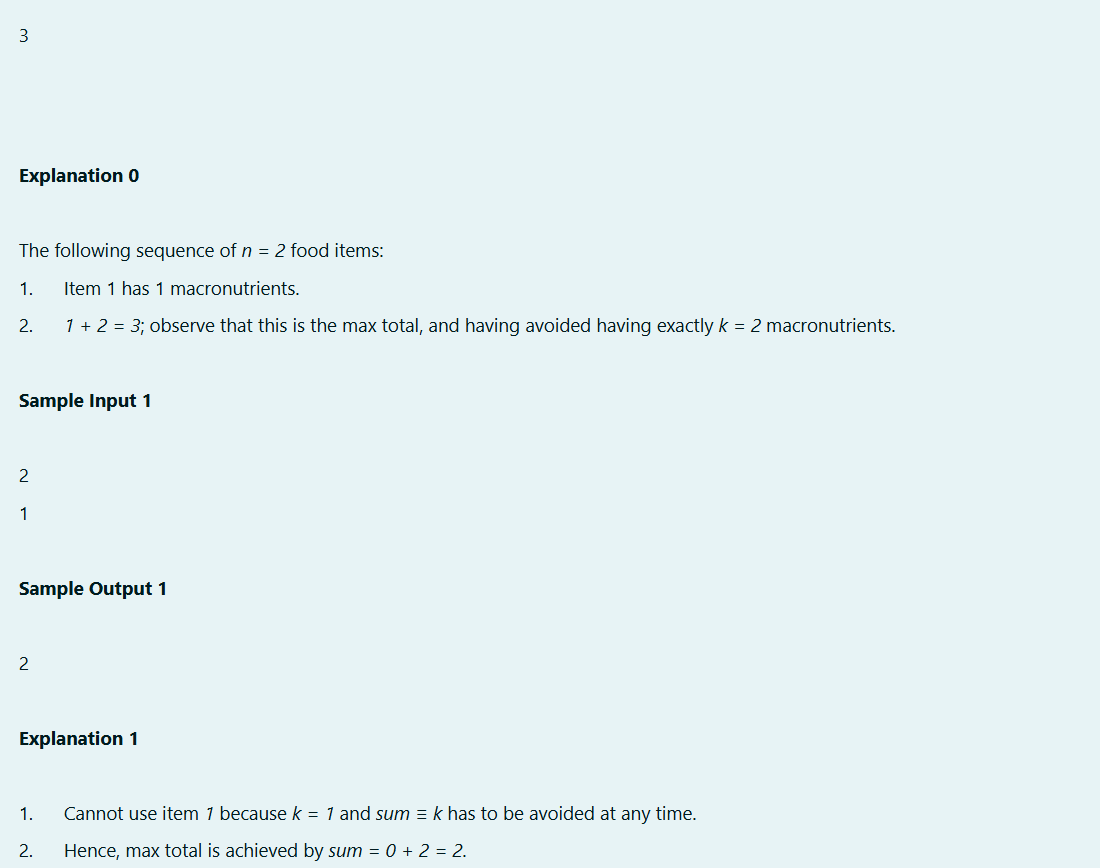 3
Explanation 0
The following sequence of n = 2 food items:
1. Item 1 has 1 macronutrients.
2. 1 + 2 = 3; observe that this is the max total, and having avoided having exactly k = 2 macronutrients.
Sample Input 1
2
1
Sample Output 1
2
Explanation 1
1. Cannot use item 1 because k = 1 and sum ≡ k has to be avoided at any time.
2. Hence, max total is achieved by sum = 0 + 2 = 2.